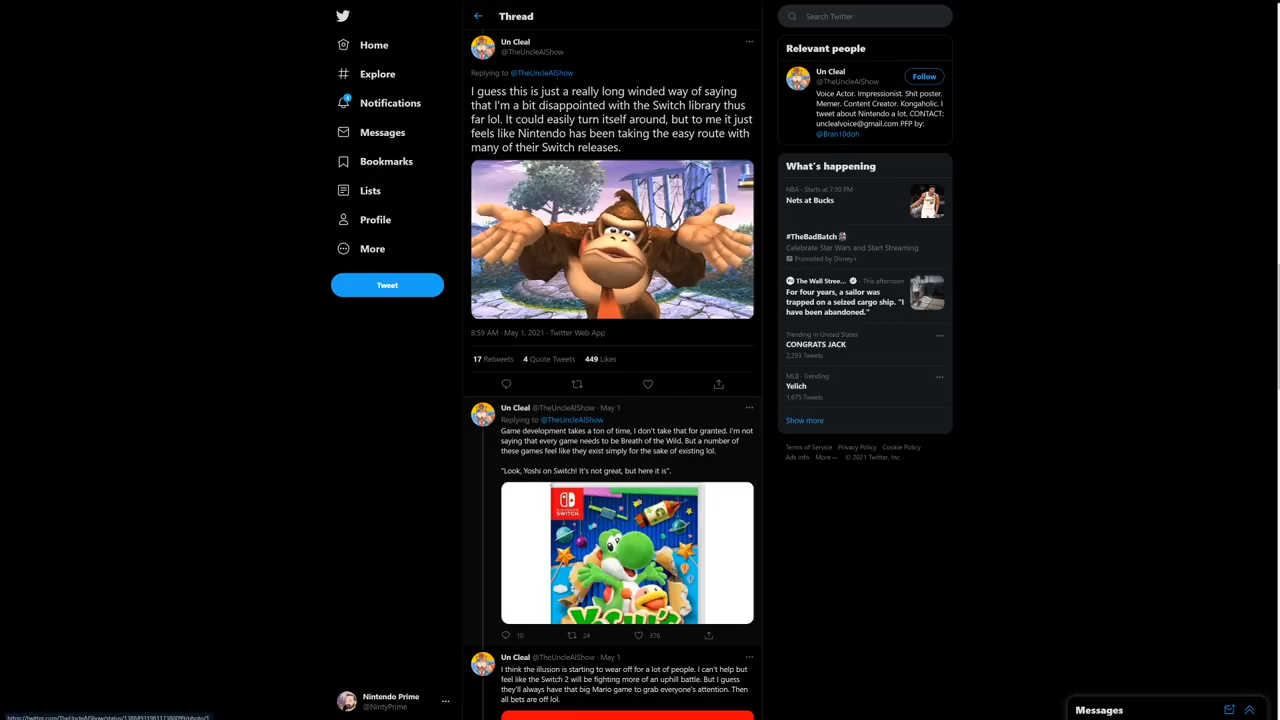 Home
Explore
4
Notifications
Messages
Bookmarks
Lists
Profile
More
Tweet
Nintendo Prime
@NintyPrime
https://twitter.com/TheUncleAlShow/status/1388493198117380099/photo/1
Thread
Un Cleal
@TheUncleAlShow
Replying to @TheUncleAlShow
I guess this is just a really long winded way of saying
that I'm a bit disappointed with the Switch library thus
far lol. It could easily turn itself around, but to me it just
feels like Nintendo has been taking the easy route with
many of their Switch releases.
8:59 AM · May 1, 2021 · Twitter Web App
17 Retweets 4 Quote Tweets 449 Likes
Un Cleal @TheUncleAlShow · May 1
Replying to @TheUncleAlShow
Game development takes a ton of time, I don't take that for granted. I'm not
saying that every game needs to be Breath of the Wild. But a number of
these games feel like they exist simply for the sake of existing lol.
"Look, Yoshi on Switch! It's not great, but here it is".
NINTENDO
SWITCH
YOSHI'S
10 24 376
Un Cleal @TheUncleAlShow · May 1
I think the illusion is starting to wear off for a lot of people. I can't help but
feel like the Switch 2 will be fighting more of an uphill battle. But I guess
they'll always have that big Mario game to grab everyone's attention. Then
all bets are off lol.
Search Twitter
Relevant people
Un Cleal
@TheUncleAlShow
Follow
Voice Actor. Impressionist. Shit poster.
Memer. Content Creator. Kongaholic. I
tweet about Nintendo a lot. CONTACT:
unclealvoice@gmail.com PFP by:
@Bran10doh
What's happening
NBA · Starts at 7:30 PM
Nets at Bucks
#TheBadBatch
Celebrate Star Wars and Start Streaming
Promoted by Disney+
The Wall Stree... · This afternoon
For four years, a sailor was
trapped on a seized cargo ship. "I
have been abandoned."
Trending in United States
CONGRATS JACK
2,293 Tweets
MLB · Trending
Yelich
1,675 Tweets
Show more
Terms of Service Privacy Policy Cookie Policy
Ads info More — © 2021 Twitter, Inc.
Messages